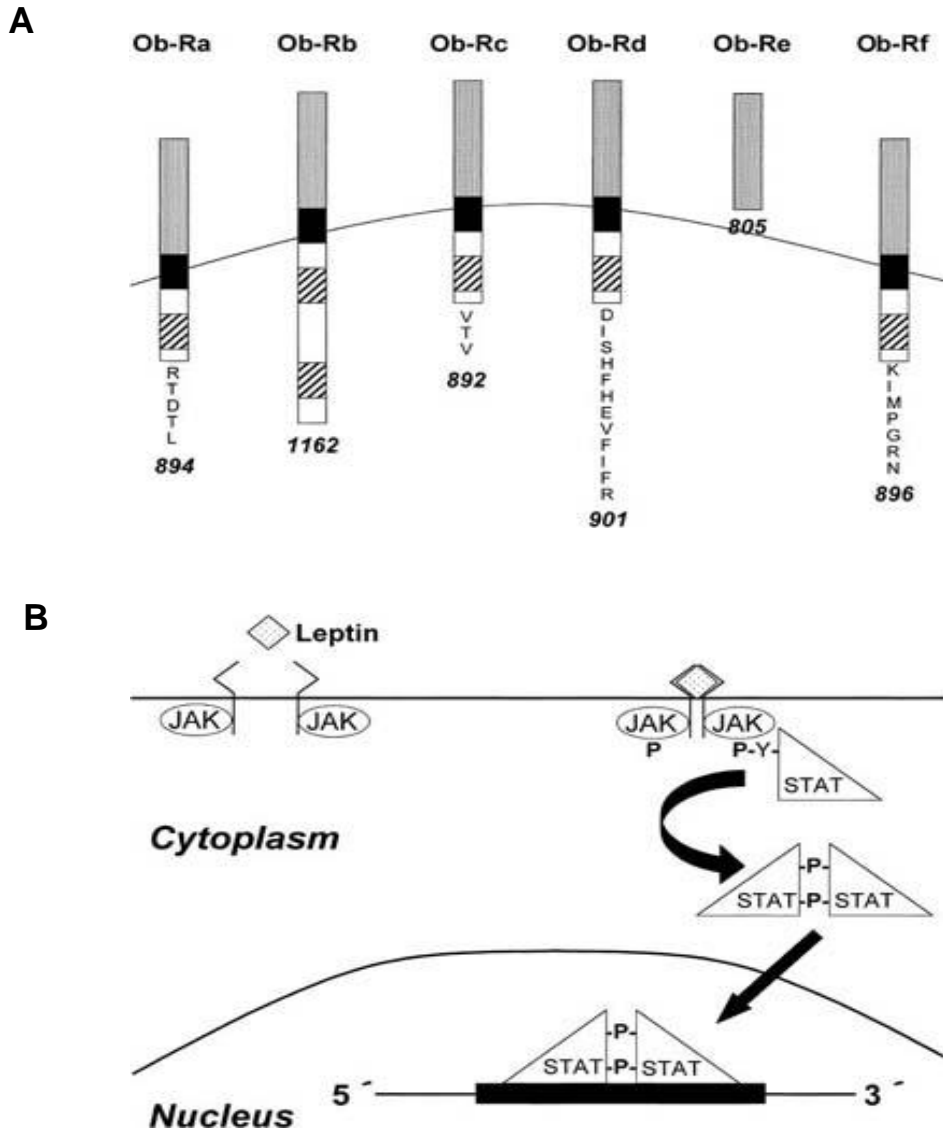 A
Ob-Ra Ob-Rb Ob-Rc Ob-Rd Ob-Re Ob-Rf
R
T
D
T
L
894
1162
V
T
V
892
D
I
S
H
F
H
E
V
F
I
F
R
901
805
K
I
M
P
G
R
N
896
B
Leptin
JAK JAK JAK JAK
P P-Y-
STAT
Cytoplasm
-P-
STAT -P- STAT
-P-
STAT -P- STAT
5 ´ 3 ´
Nucleus